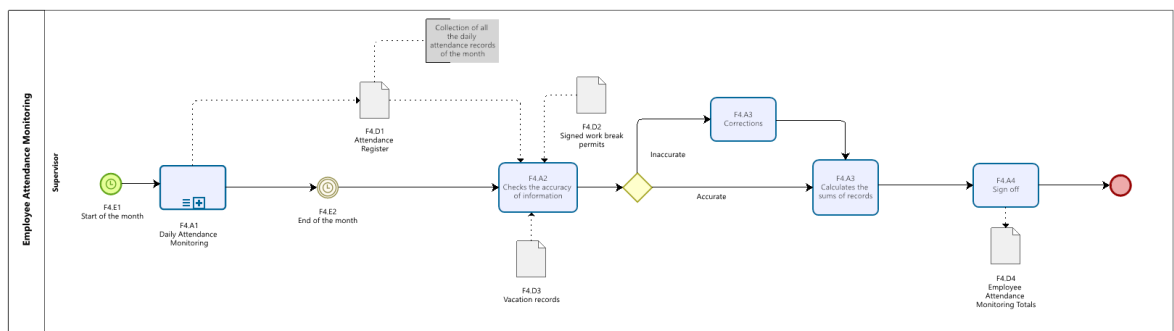 Employee Attendance Monitoring
Supervisor
F4.E1
Start of the month
F4.A1
Daily Attendance
Monitoring
Collection of all
the daily
attendance records
of the month
F4.D1
Attendance
Register
F4.E2
End of the month
F4.D2
Signed work break
permits
F4.A2
Checks the accuracy
of information
F4.D3
Vacation records
Inaccurate
Accurate
F4.A3
Corrections
F4.A3
Calculates the
sums of records
F4.A4
Sign off
F4.D4
Employee
Attendance
Monitoring Totals